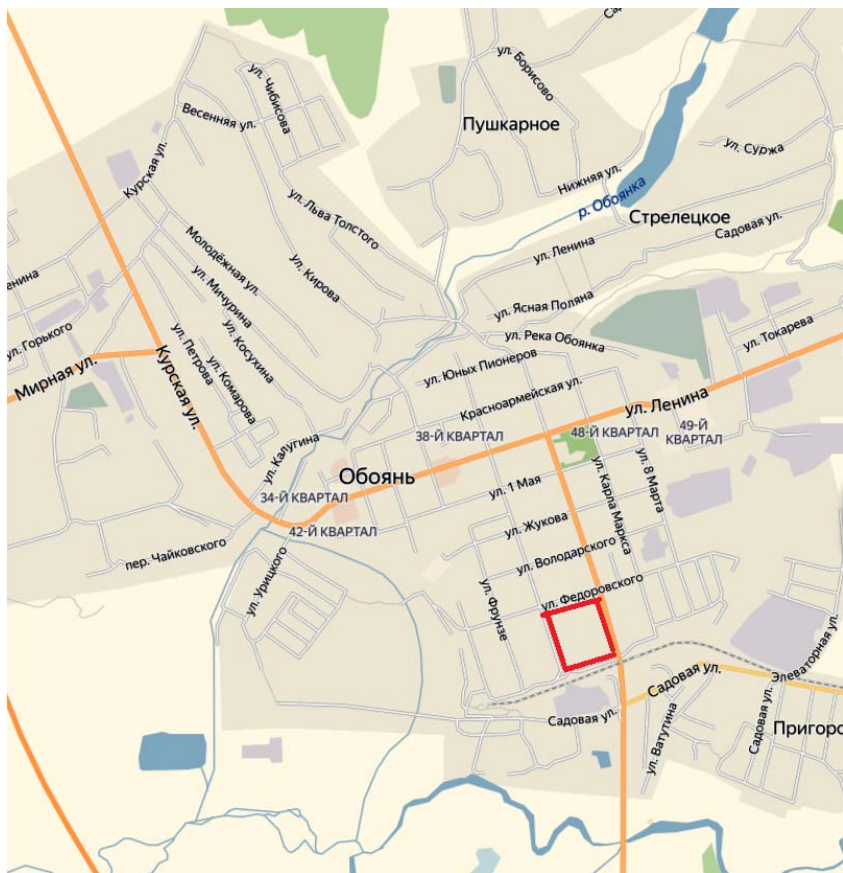 Са
ул. Борисово
ул. Чибисова
Весенняя ул.
Пушкарное
ул. Суржа
Курская ул.
Нижняя ул.
р. Обоянка
ул. Льва Толстого
Стрелецкое
Садовая ул.
ул. Ленина
Молодёжная ул.
ул. Кирова
енина
ул. Мичурина
ул. Ясная Поляна
ул. Горького
ул. Петрова
ул. Косухина
ул. Река Обоянка
ул. Токарева
Мирная ул.
Курская ул.
ул. Комарова
ул. Юных Пионеров
Красноармейская ул.
ул. Ленина
ул. Калугина
38-Й КВАРТАЛ
48-Й КВАРТАЛ
49-Й
КВАРТАЛ
Обоянь
34-Й КВАРТАЛ
ул. 1 Мая
ул. Карла Маркса
ул. 8 Марта
42-Й КВАРТАЛ
ул. Жукова
пер. Чайковского
ул. Урицкого
ул. Володарского
ул. Фрунзе
ул. Федоровского
Элеваторная ул.
Садовая ул.
Садовая ул.
ул. Ватутина
Садовая ул.
Пригоро